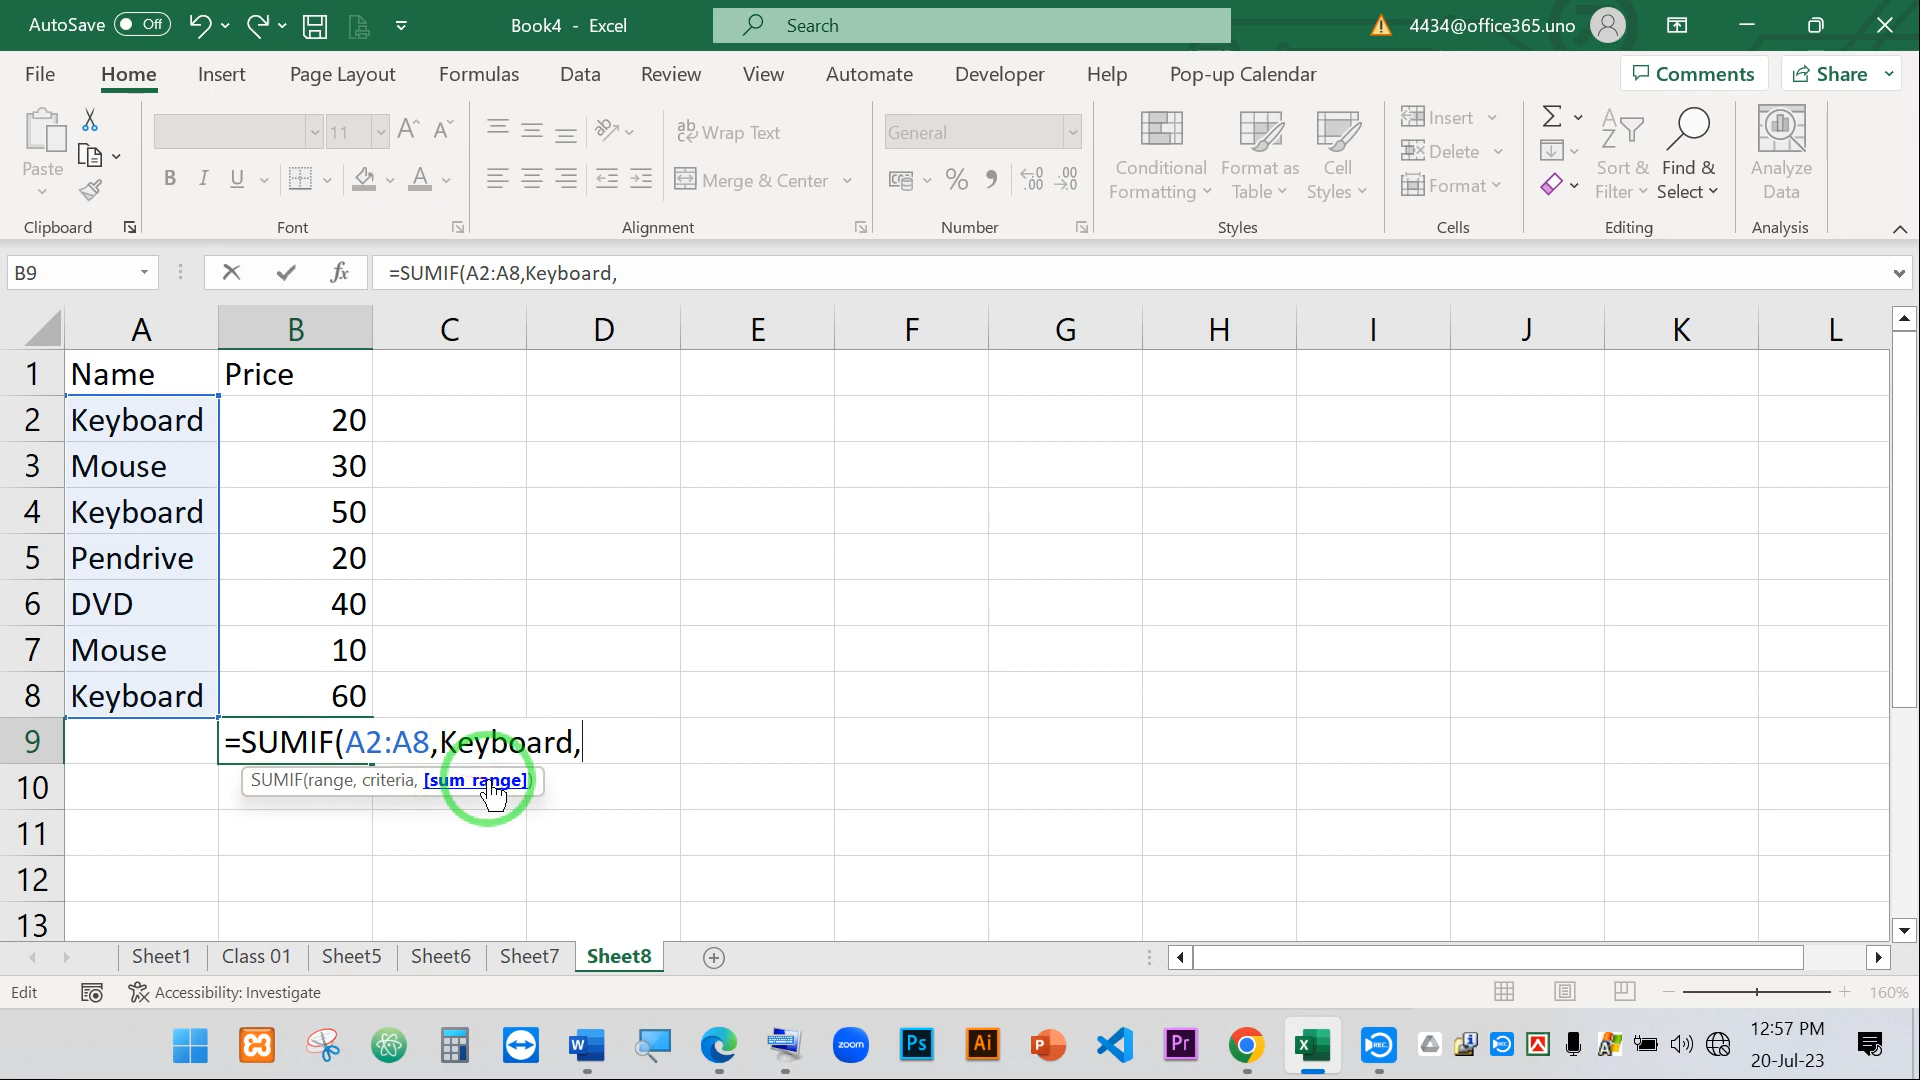 AutoSave Off Book4 - Excel Search 4434@office365.uno
File Home Insert Page Layout Formulas Data Review View Automate Developer Help Pop-up Calendar Comments Share
Paste 11 Wrap Text General Conditional Formatting Format as Table Cell Styles Insert Sort & Filter Find & Select Analyze Data
B I U Merge & Center Delete
Format
Clipboard Font Alignment Number Styles Cells Editing Analysis
B9 fx =SUMIF(A2:A8,Keyboard,
A B C D E F G H I J K L
1 Name Price
2 Keyboard 20
3 Mouse 30
4 Keyboard 50
5 Pendrive 20
6 DVD 40
7 Mouse 10
8 Keyboard 60
9 =SUMIF(A2:A8,Keyboard,
SUMIF(range, criteria, [sum_range])
10
11
12
13
Sheet1 Class 01 Sheet5 Sheet6 Sheet7 Sheet8
Edit Accessibility: Investigate 160%
W zoom Ps Ai P Pr X REC 12:57 PM
20-Jul-23